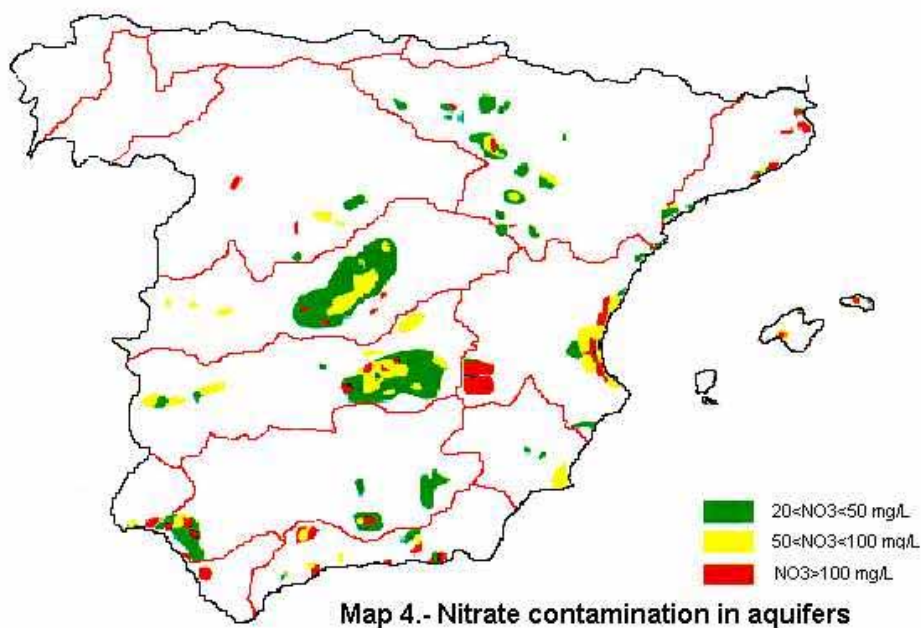 20<NO3<50 mg/L
50<NO3<100 mg/L
NO3>100 mg/L
Map 4.- Nitrate contamination in aquifers